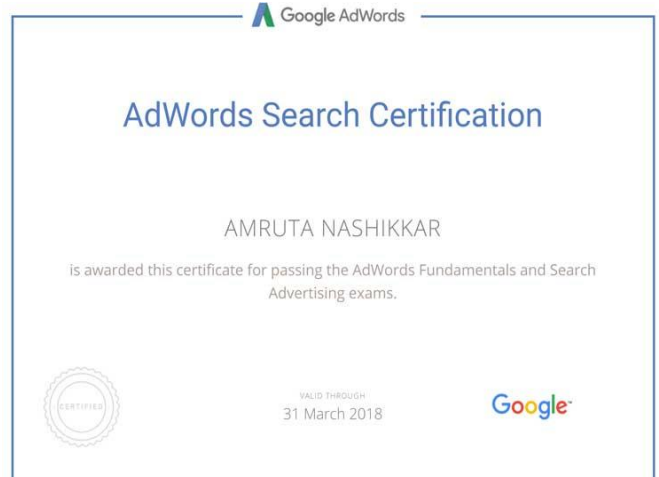 Google AdWords
AdWords Search Certification
AMRUTA NASHIKKAR
is awarded this certificate for passing the AdWords Fundamentals and Search
Advertising exams.
CERTIFIED
VALID THROUGH
31 March 2018
Google